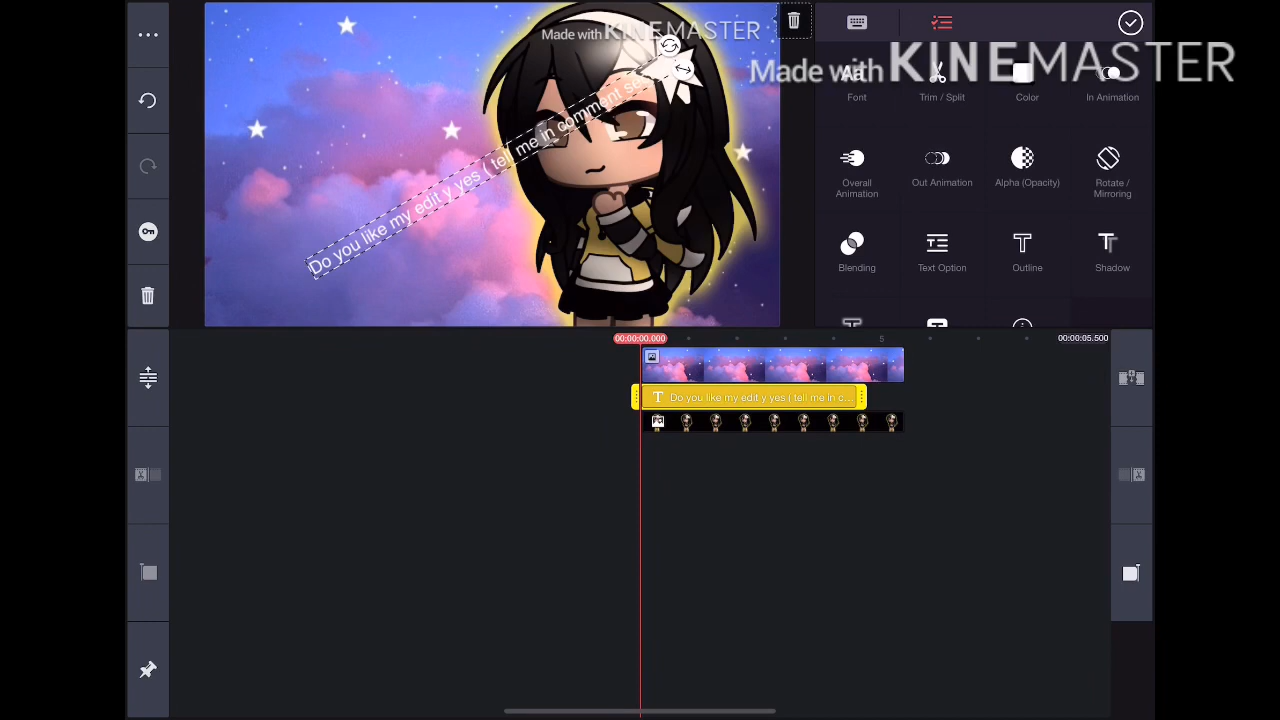 Made with KINEMASTER
Made with KINEMASTER
Do you like my edit y yes ( tell me in comment se
Font
Trim / Split
Color
In Animation
Overall
Animation
Out Animation
Alpha (Opacity)
Rotate /
Mirroring
Blending
Text Option
Outline
Shadow
00:00:00.000
5
00:00:05.500
Do you like my edit y yes ( tell me in c...